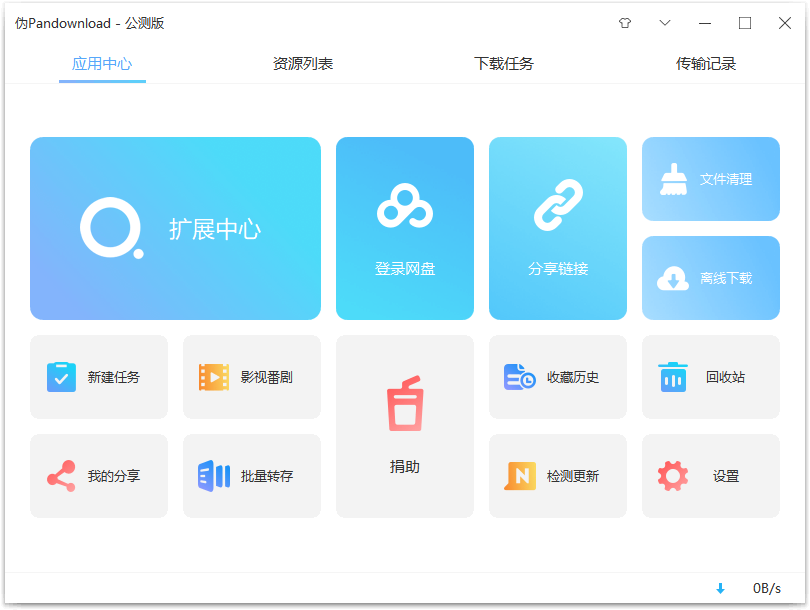 伪Pandownload - 公测版
应用中心
资源列表
下载任务
传输记录
扩展中心
登录网盘
分享链接
文件清理
离线下载
新建任务
影视番剧
捐助
收藏历史
回收站
我的分享
批量转存
检测更新
设置
0B/s